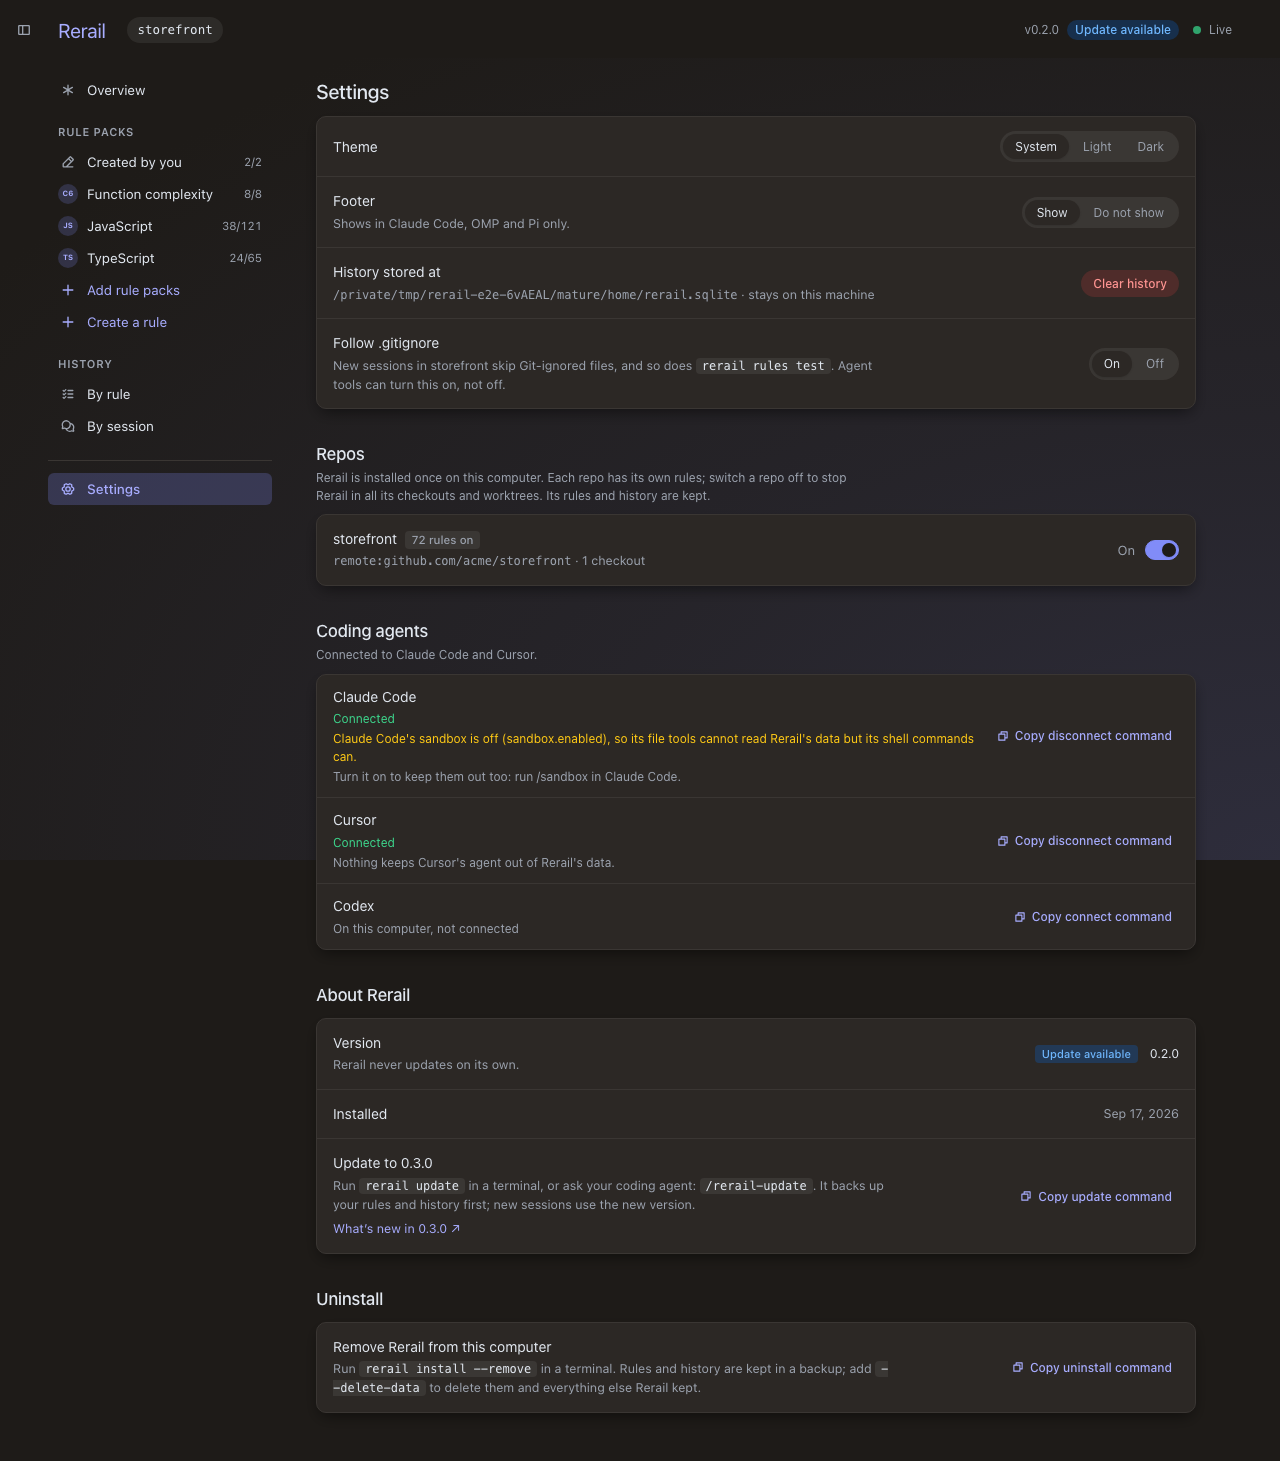 Rerail
storefront
v0.2.0
Update available
Live
Overview
RULE PACKS
Created by you 2/2
C6 Function complexity 8/8
JS JavaScript 38/121
TS TypeScript 24/65
Add rule packs
Create a rule
HISTORY
By rule
By session
Settings
Settings
Theme
System Light Dark
Footer
Shows in Claude Code, OMP and Pi only.
Show Do not show
History stored at
/private/tmp/rerail-e2e-6vAEAL/mature/home/rerail.sqlite · stays on this machine
Clear history
Follow .gitignore
New sessions in storefront skip Git-ignored files, and so does rerail rules test. Agent
tools can turn this on, not off.
On Off
Repos
Rerail is installed once on this computer. Each repo has its own rules; switch a repo off to stop
Rerail in all its checkouts and worktrees. Its rules and history are kept.
storefront 72 rules on
remote:github.com/acme/storefront · 1 checkout
On
Coding agents
Connected to Claude Code and Cursor.
Claude Code
Connected
Claude Code's sandbox is off (sandbox.enabled), so its file tools cannot read Rerail's data but its shell commands
can.
Turn it on to keep them out too: run /sandbox in Claude Code.
Copy disconnect command
Cursor
Connected
Nothing keeps Cursor's agent out of Rerail's data.
Copy disconnect command
Codex
On this computer, not connected
Copy connect command
About Rerail
Version
Rerail never updates on its own.
Update available 0.2.0
Installed
Sep 17, 2026
Update to 0.3.0
Run rerail update in a terminal, or ask your coding agent: /rerail-update. It backs up
your rules and history first; new sessions use the new version.
What's new in 0.3.0 ↗
Copy update command
Uninstall
Remove Rerail from this computer
Run rerail install --remove in a terminal. Rules and history are kept in a backup; add -
-delete-data to delete them and everything else Rerail kept.
Copy uninstall command